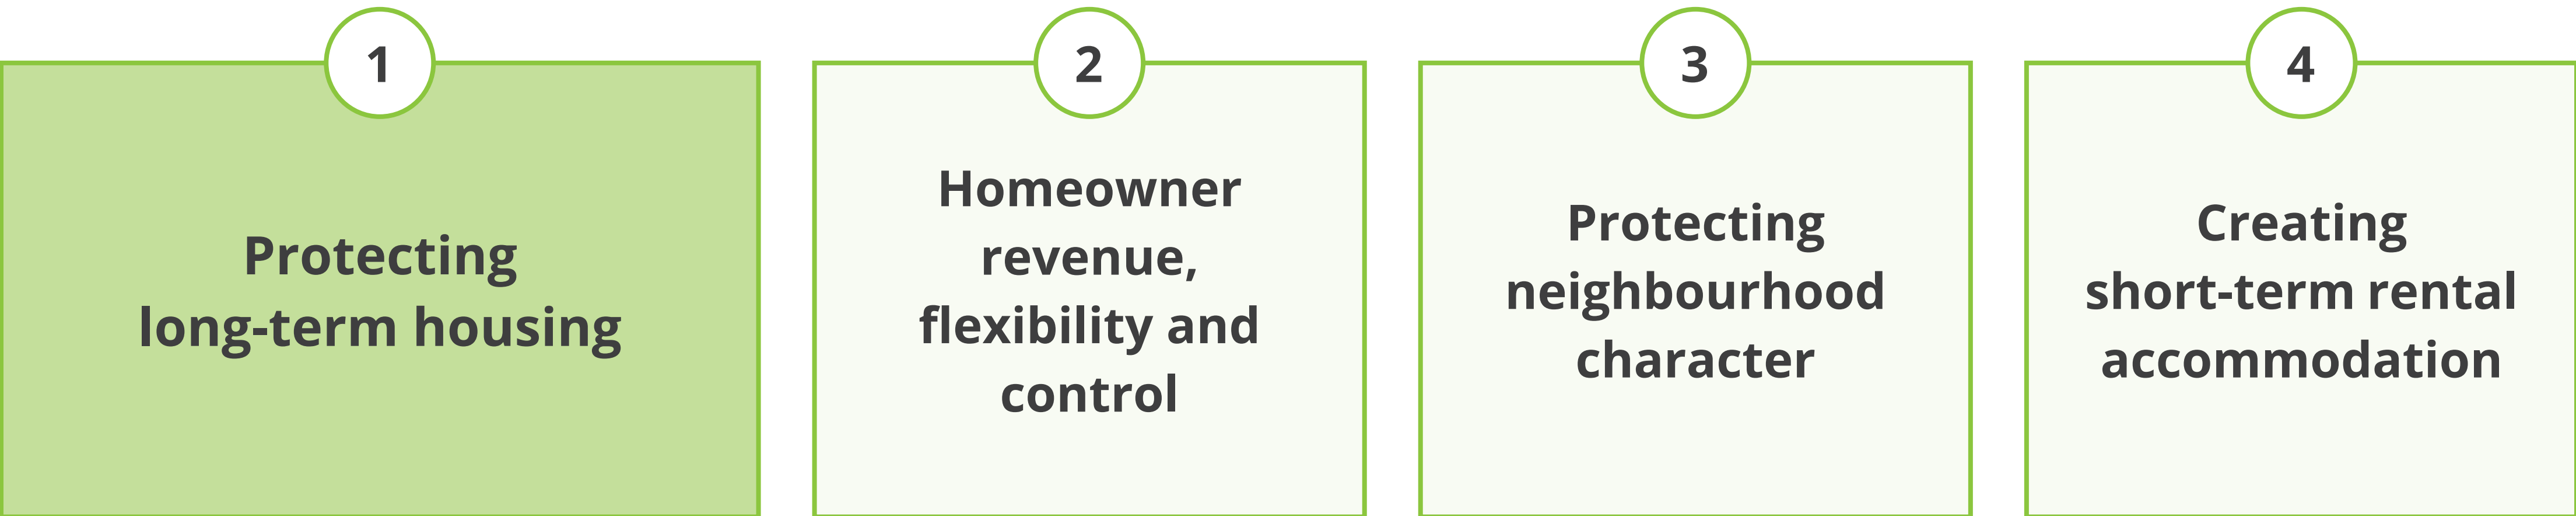 1
Protecting
long-term housing
2
Homeowner
revenue,
flexibility and
control
3
Protecting
neighbourhood
character
4
Creating
short-term rental
accommodation